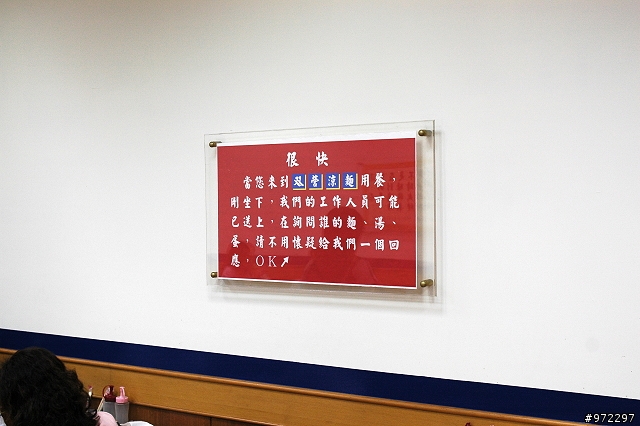 很快
當您來到双營涼麵用餐，
剛坐下，我們的工作人員可能
已送上，在詢問誰的麵、湯、
蛋，請不用懷疑給我們一個回
應，OK↗
#972297